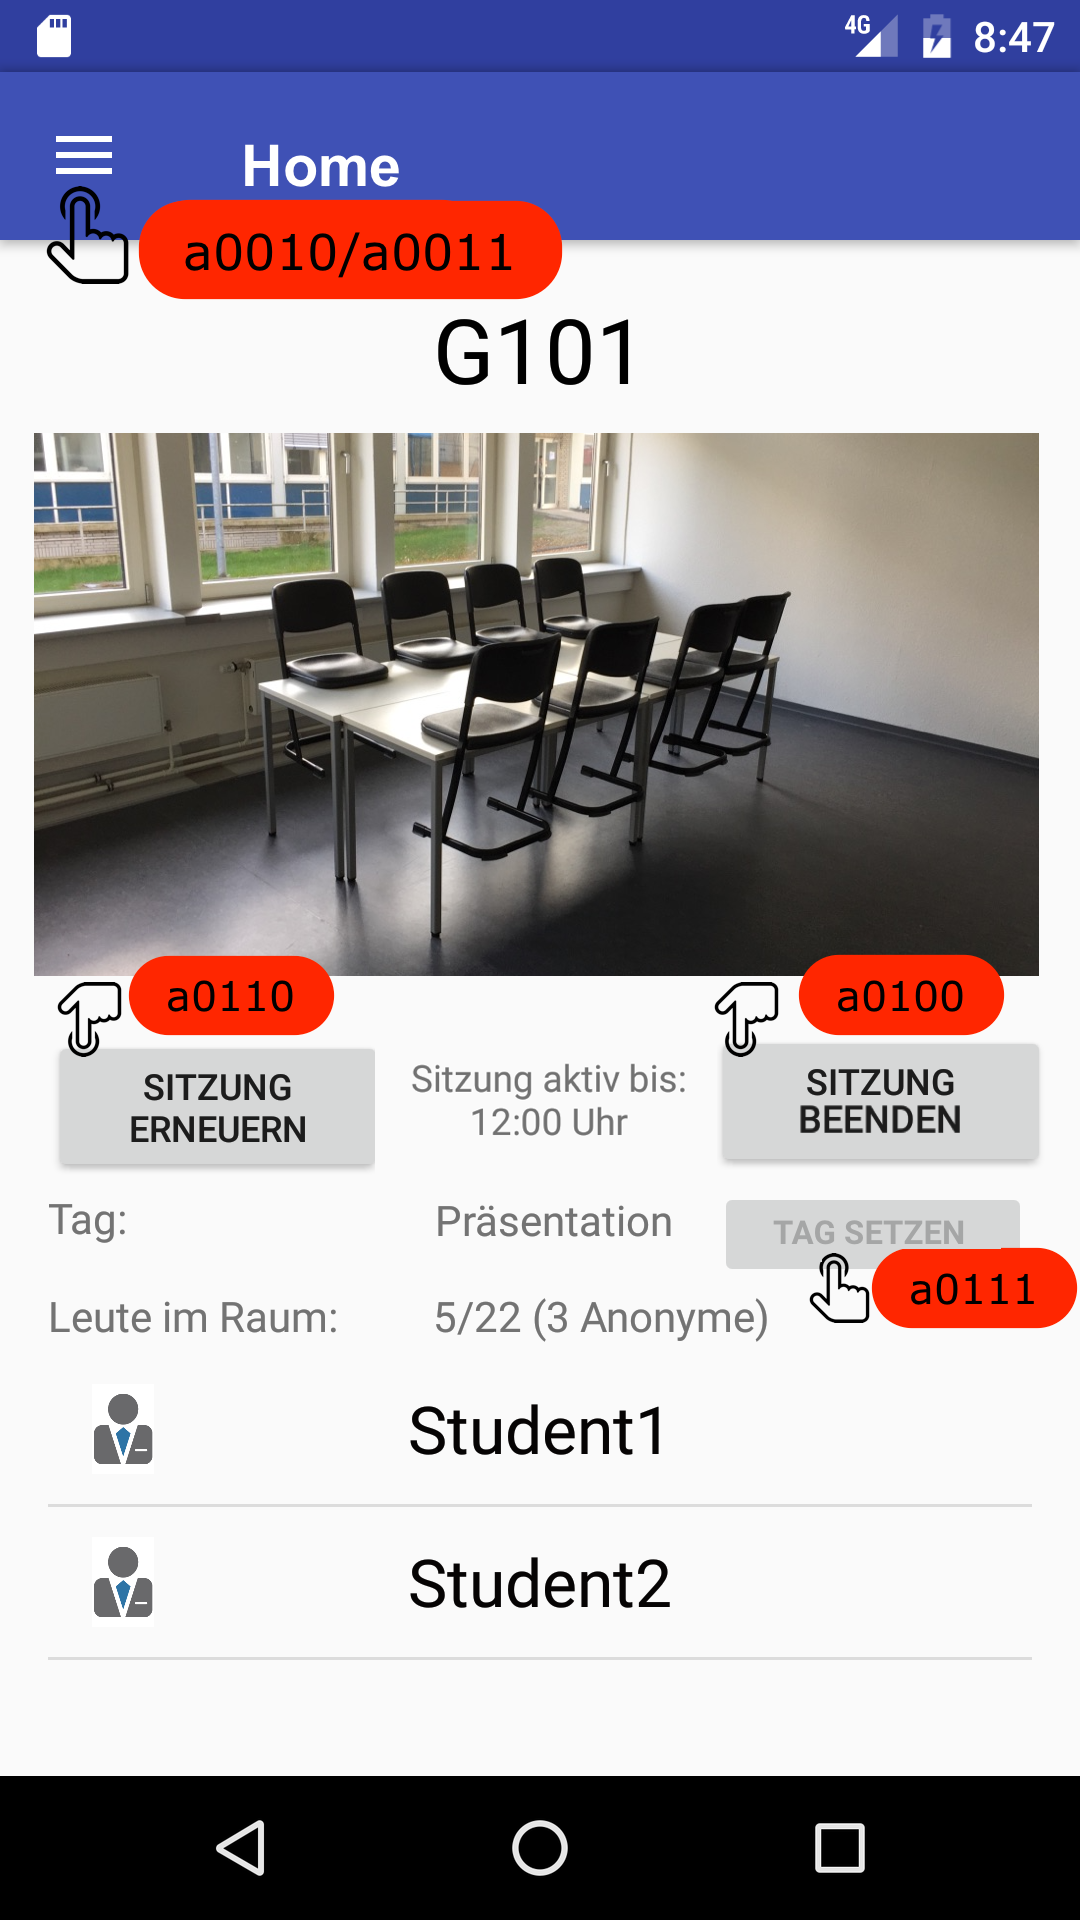 4G 8:47
Home
a0010/a0011
G101
a0110
a0100
SITZUNG
ERNEUERN
Sitzung aktiv bis:
12:00 Uhr
SITZUNG
BEENDEN
Tag:
Präsentation
TAG SETZEN
a0111
Leute im Raum:
5/22 (3 Anonyme)
Student1
Student2